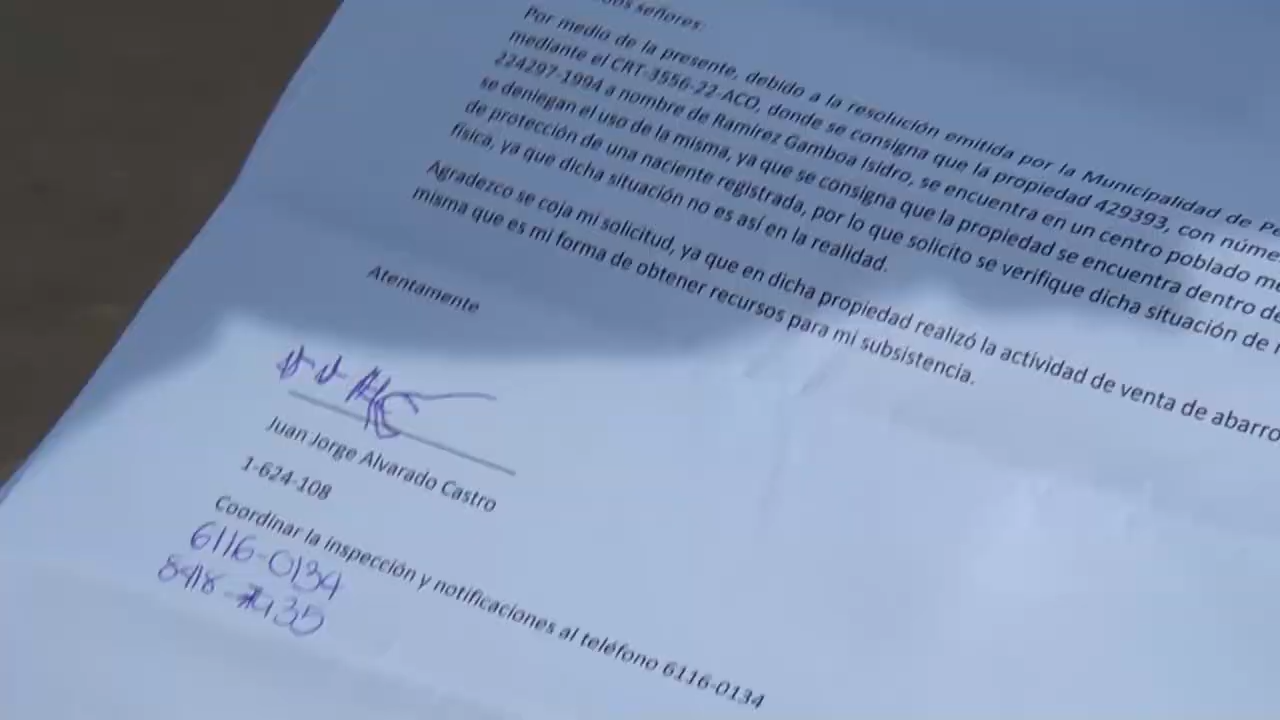 señores:
Por medio de la presente, debido a la resolución emitida por la Municipalidad de
mediante el CRT-3556-22-ACO, donde se consigna que la propiedad 429393, con
224297-1994 a nombre de Ramírez Gamboa Isidro, se encuentra en un centro poblado
se deniegan el uso de la misma, ya que se consigna que la propiedad se encuentra dentro
de protección de una naciente registrada, por lo que solicito se verifique dicha situación de
física, ya que dicha situación no es así en la realidad.
Agradezco se coja mi solicitud, ya que en dicha propiedad realizó la actividad de venta de
misma que es mi forma de obtener recursos para mi subsistencia.
Atentamente
Juan Jorge Alvarado Castro
1-624-108
Coordinar la inspección y notificaciones al teléfono 6116-0134
6116-0134